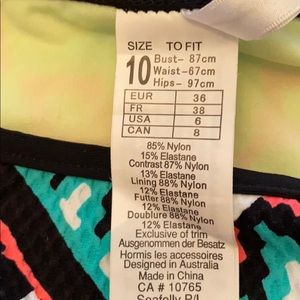 SIZE TO FIT
10 Bust- 87cm
Waist-67cm
Hips- 97cm
EUR 36
FR 38
USA 6
CAN 8
85% Nylon
15% Elastane
Contrast 87% Nylon
13% Elastane
Lining 88% Nylon
12% Elastane
Futter 88% Nylon
12% Elastane
Doublure 88% Nylon
12% Elastane
Exclusive of trim
Ausgenommen der Besatz
Hormis les accessoires
Designed in Australia
Made in China
CA # 10765
Seafolly P/L